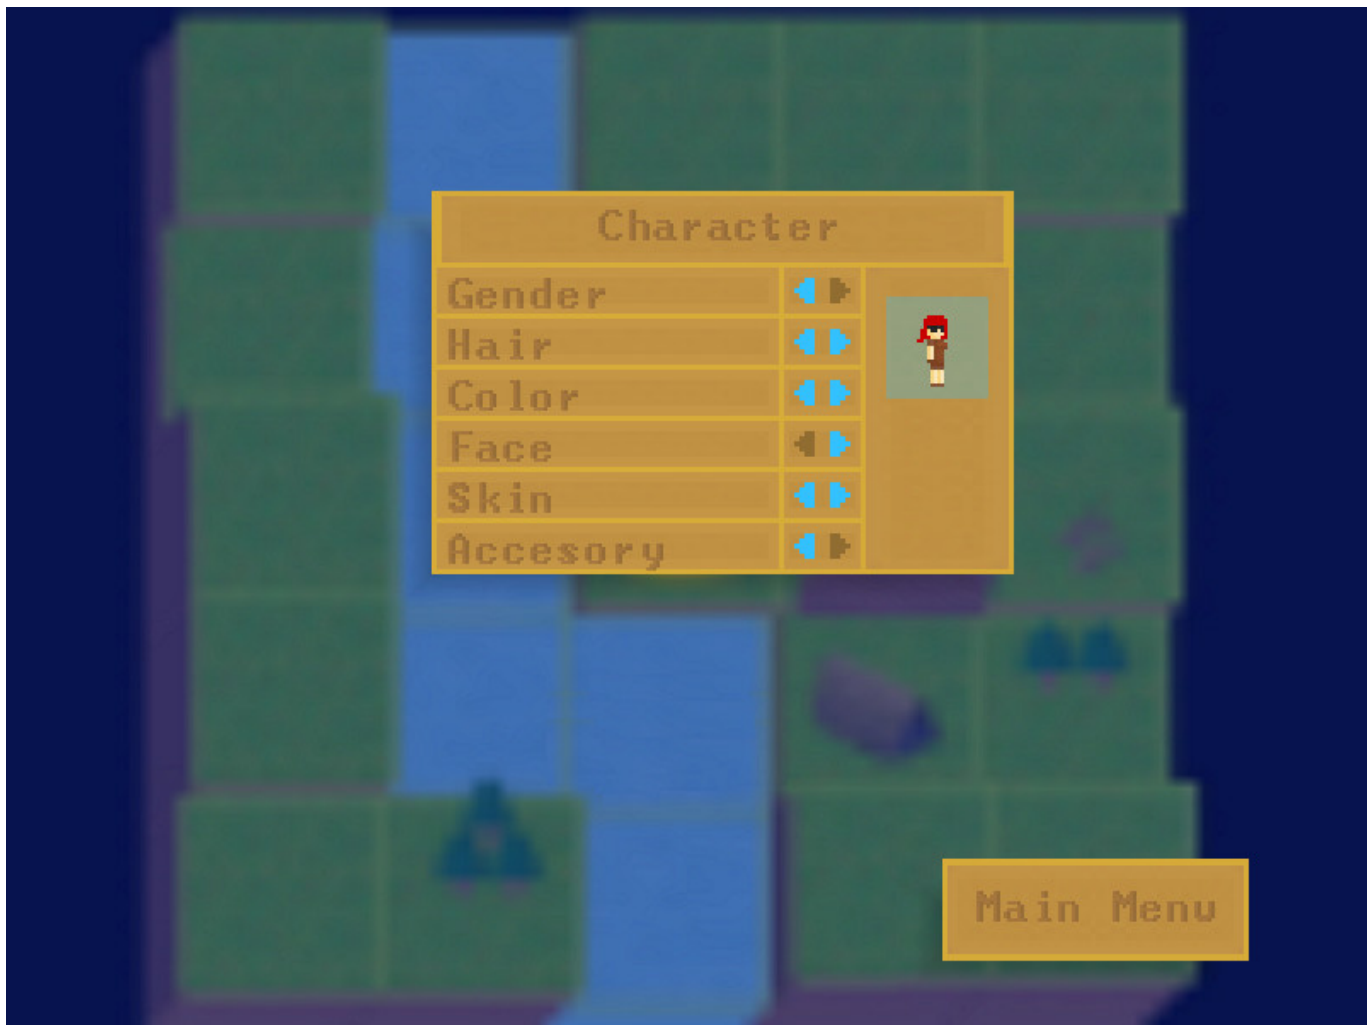 Character
Gender
Hair
Color
Face
Skin
Accesory
Main Menu